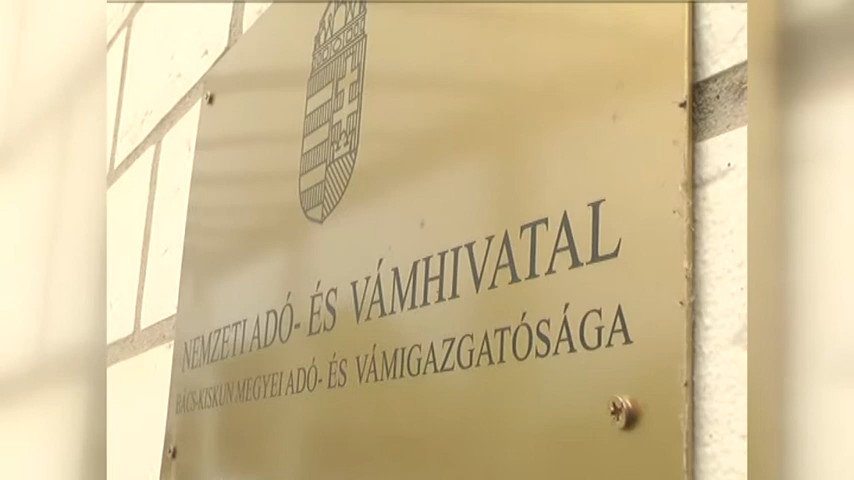 NEMZETI ADÓ- ÉS VÁMHIVATAL
BÁCS-KISKUN MEGYEI ADÓ- ÉS VÁMIGAZGATÓSÁGA